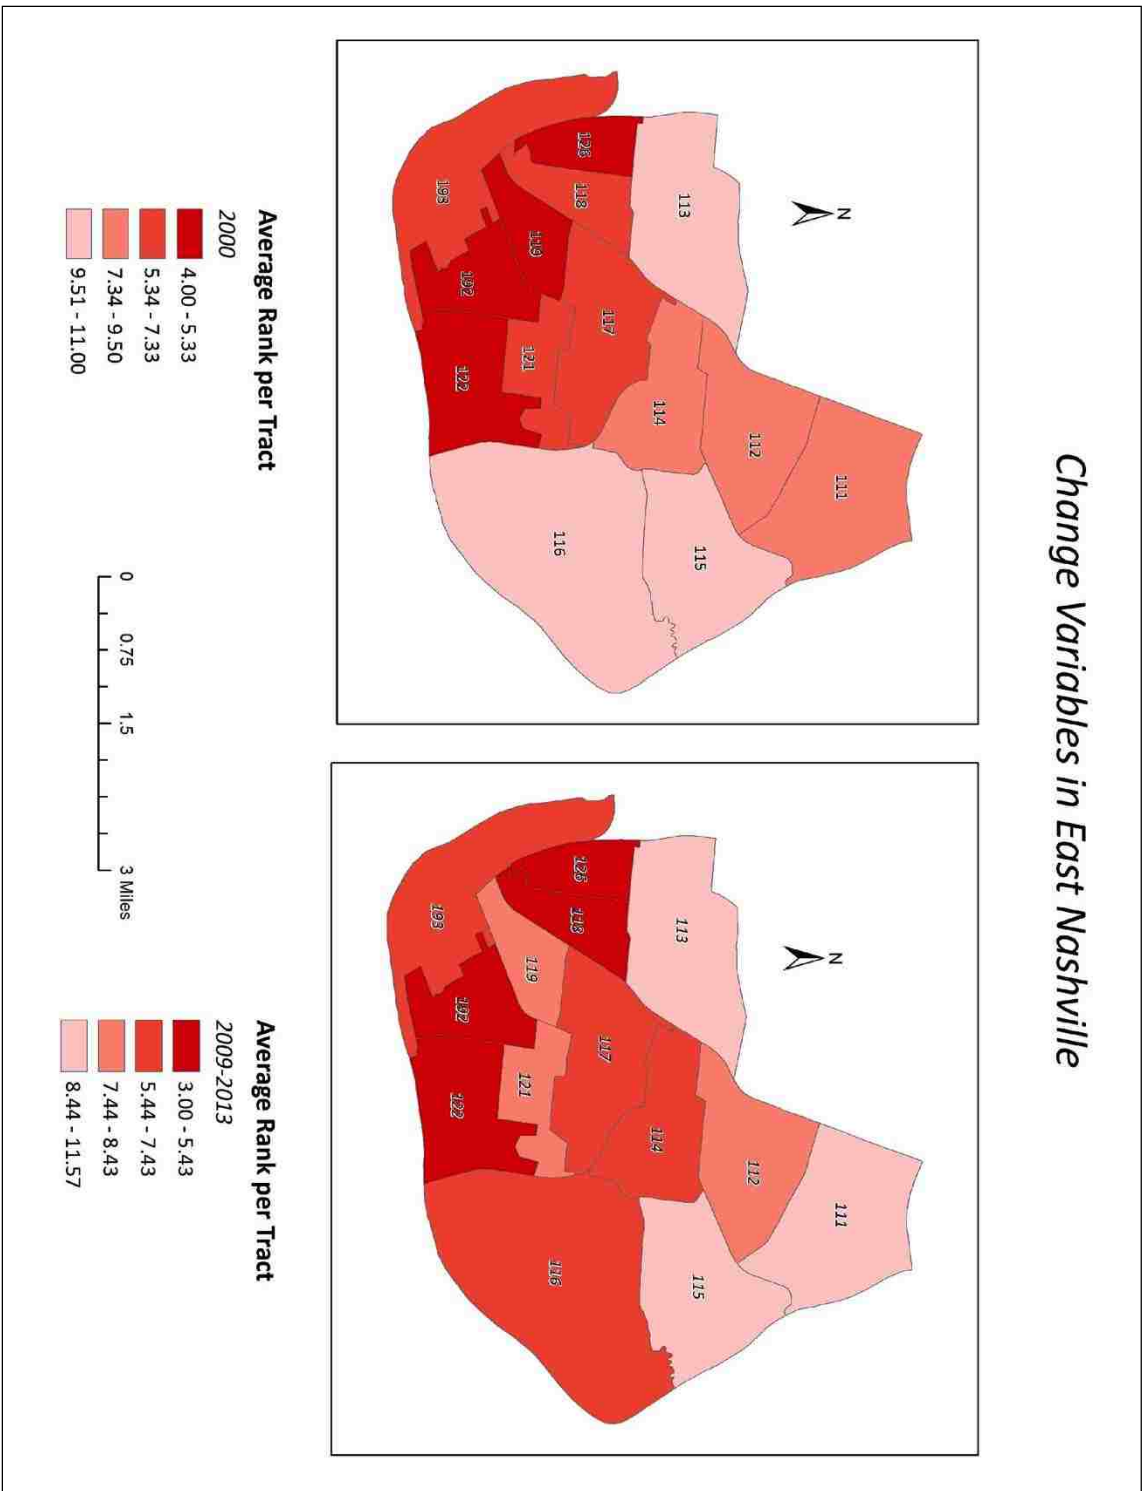 Change Variables in East Nashville
N
111
112
113
114
115
116
117
118
119
121
122
126
192
193
N
111
112
113
114
115
116
117
118
119
121
122
126
192
193
Average Rank per Tract
2000
4.00 - 5.33
5.34 - 7.33
7.34 - 9.50
9.51 - 11.00
0 0.75 1.5 3 Miles
Average Rank per Tract
2009-2013
3.00 - 5.43
5.44 - 7.43
7.44 - 8.43
8.44 - 11.57